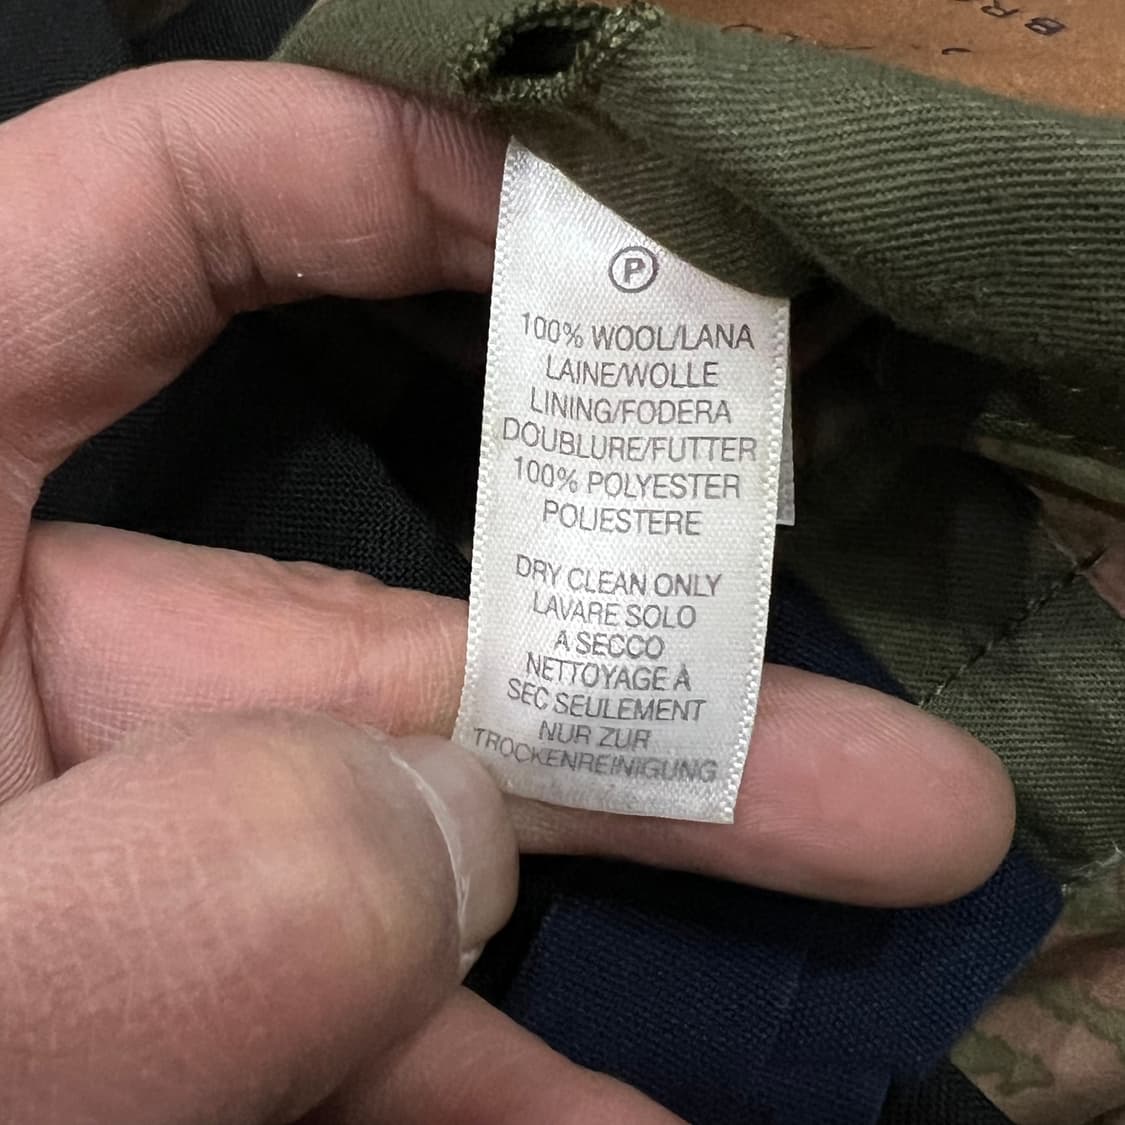 P
100% WOOL/LANA
LAINE/WOLLE
LINING/FODERA
DOUBLURE/FUTTER
100% POLYESTER
POLIESTERE
DRY CLEAN ONLY
LAVARE SOLO
A SECCO
NETTOYAGE À
SEC SEULEMENT
NUR ZUR
TROCKENREINIGUNG